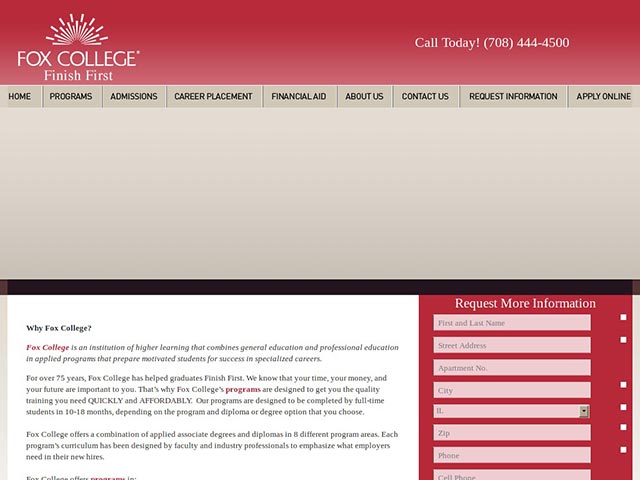 FOX COLLEGE®
Finish First
Call Today! (708) 444-4500
HOME PROGRAMS ADMISSIONS CAREER PLACEMENT FINANCIAL AID ABOUT US CONTACT US REQUEST INFORMATION APPLY ONLINE
Why Fox College?
Fox College is an institution of higher learning that combines general education and professional education
in applied programs that prepare motivated students for success in specialized careers.
For over 75 years, Fox College has helped graduates Finish First. We know that your time, your money, and
your future are important to you. That’s why Fox College’s programs are designed to get you the quality
training you need QUICKLY and AFFORDABLY. Our programs are designed to be completed by full-time
students in 10-18 months, depending on the program and diploma or degree option that you choose.
Fox College offers a combination of applied associate degrees and diplomas in 8 different program areas. Each
program’s curriculum has been designed by faculty and industry professionals to emphasize what employers
need in their new hires.
Fox College offers programs in:
Request More Information
First and Last Name
Street Address
Apartment No.
City
IL
Zip
Phone
Cell Phone